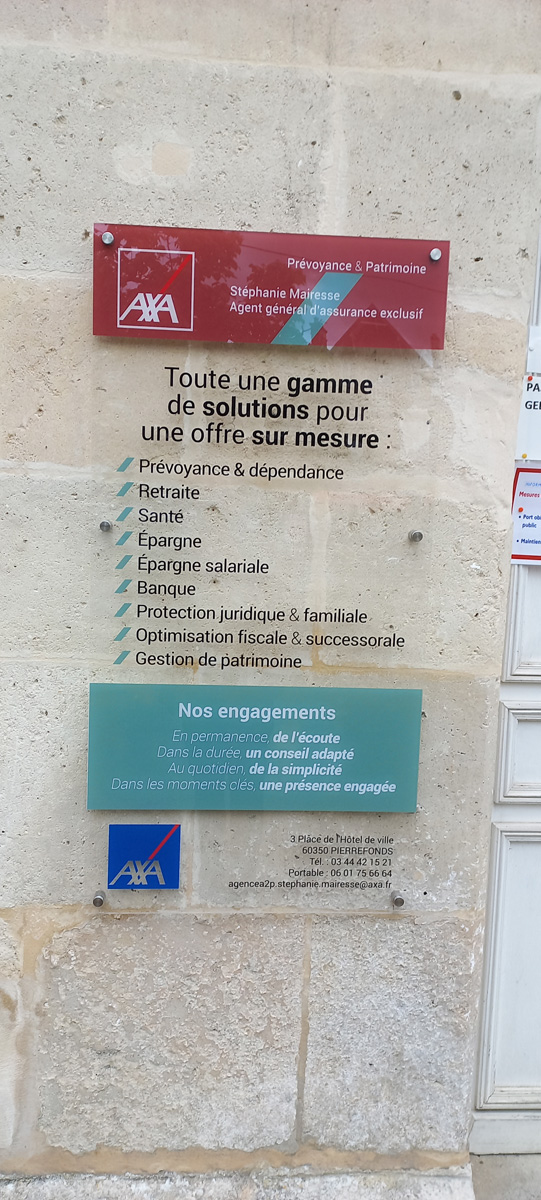 AXA
Prévoyance & Patrimoine
Stéphanie Mairesse
Agent général d'assurance exclusif
Toute une gamme
de solutions pour
une offre sur mesure :
Prévoyance & dépendance
Retraite
Santé
Épargne
Épargne salariale
Banque
Protection juridique & familiale
Optimisation fiscale & successorale
Gestion de patrimoine
Nos engagements
En permanence, de l'écoute
Dans la durée, un conseil adapté
Au quotidien, de la simplicité
Dans les moments clés, une présence engagée
AXA
3 Place de l'Hôtel de ville
60350 PIERREFONDS
Tél. : 03 44 42 15 21
Portable : 06 01 75 66 64
agencea2p.stephanie.mairesse@axa.fr
Mesures
public